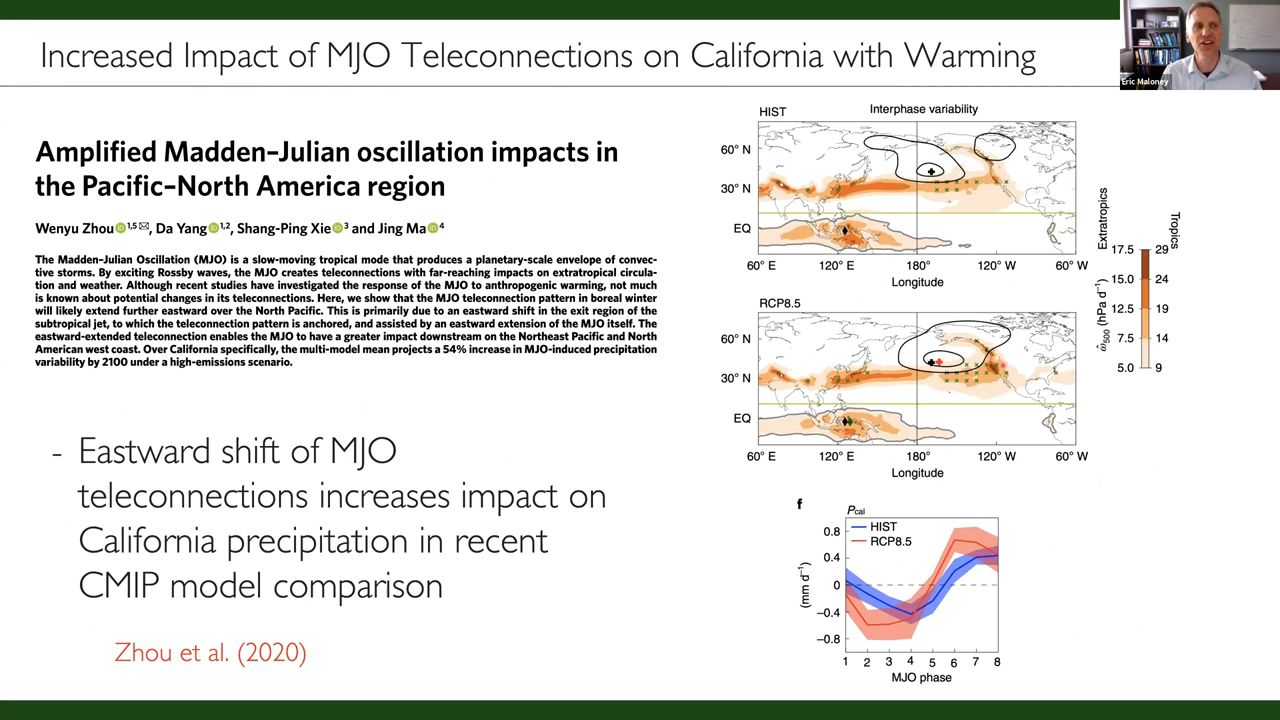 Increased Impact of MJO Teleconnections on California with Warming
Eric Maloney
Amplified Madden–Julian oscillation impacts in
the Pacific–North America region
Wenyu Zhou 1,5, Da Yang 1,2, Shang-Ping Xie 3 and Jing Ma 4
The Madden–Julian Oscillation (MJO) is a slow-moving tropical mode that produces a planetary-scale envelope of convec-
tive storms. By exciting Rossby waves, the MJO creates teleconnections with far-reaching impacts on extratropical circula-
tion and weather. Although recent studies have investigated the response of the MJO to anthropogenic warming, not much
is known about potential changes in its teleconnections. Here, we show that the MJO teleconnection pattern in boreal winter
will likely extend further eastward over the North Pacific. This is primarily due to an eastward shift in the exit region of the
subtropical jet, to which the teleconnection pattern is anchored, and assisted by an eastward extension of the MJO itself. The
eastward-extended teleconnection enables the MJO to have a greater impact downstream on the Northeast Pacific and North
American west coast. Over California specifically, the multi-model mean projects a 54% increase in MJO-induced precipitation
variability by 2100 under a high-emissions scenario.
- Eastward shift of MJO
teleconnections increases impact on
California precipitation in recent
CMIP model comparison
Zhou et al. (2020)
HIST
Interphase variability
60° N
30° N
EQ
60° E 120° E 180° 120° W 60° W
Longitude
RCP8.5
60° N
30° N
EQ
60° E 120° E 180° 120° W 60° W
Longitude
Extratropics
Tropics
17.5 29
15.0 24
12.5 19
7.5 14
5.0 9
ω̂500 (hPa d−1)
f
Pcal
HIST
RCP8.5
0.8
0.4
0
−0.4
−0.8
(mm d−1)
1 2 3 4 5 6 7 8
MJO phase